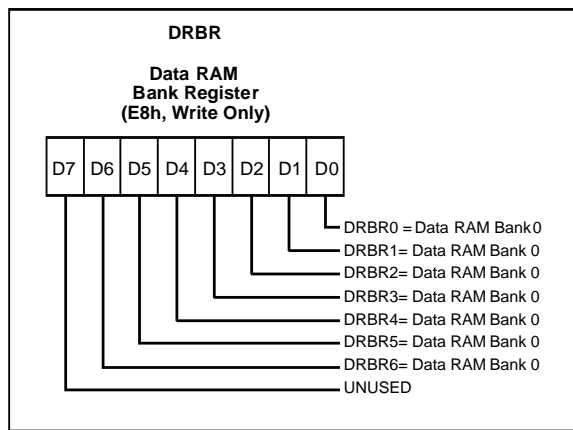 DRBR
Data RAM
Bank Register
(E8h, Write Only)
D7 D6 D5 D4 D3 D2 D1 D0
DRBR0 = Data RAM Bank 0
DRBR1= Data RAM Bank 0
DRBR2= Data RAM Bank 0
DRBR3= Data RAM Bank 0
DRBR4= Data RAM Bank 0
DRBR5= Data RAM Bank 0
DRBR6= Data RAM Bank 0
UNUSED